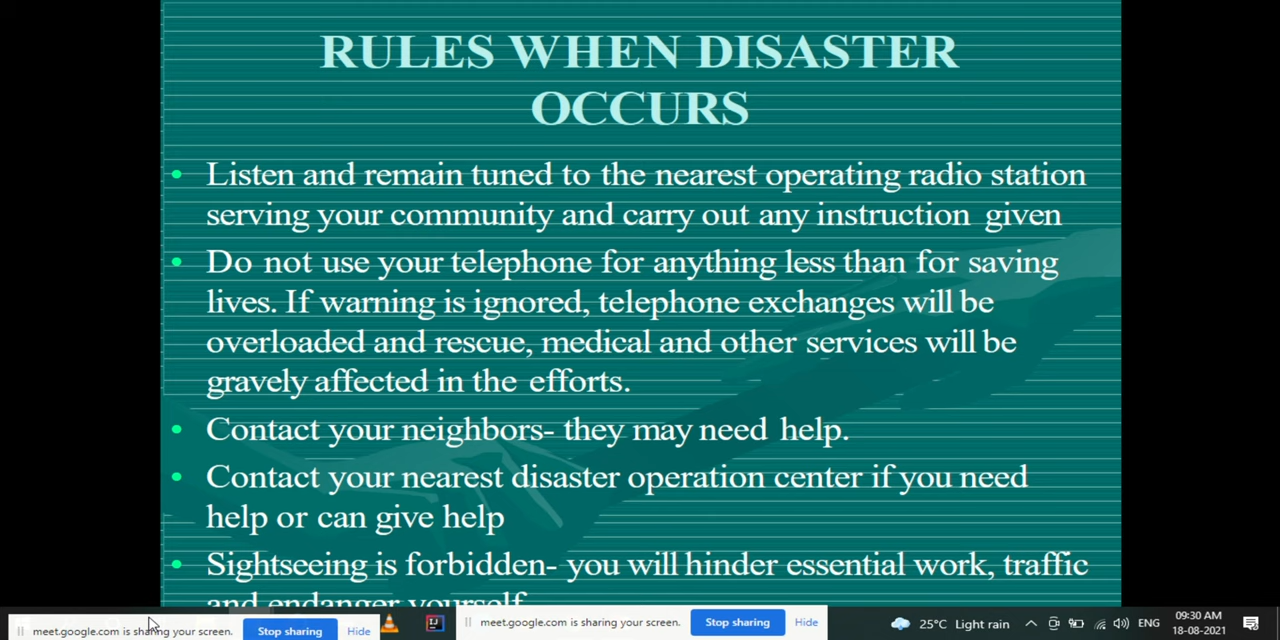 RULES WHEN DISASTER
OCCURS
• Listen and remain tuned to the nearest operating radio station
serving your community and carry out any instruction given
• Do not use your telephone for anything less than for saving
lives. If warning is ignored, telephone exchanges will be
overloaded and rescue, medical and other services will be
gravely affected in the efforts.
• Contact your neighbors- they may need help.
• Contact your nearest disaster operation center if you need
help or can give help
• Sightseeing is forbidden- you will hinder essential work, traffic
and endanger yourself
meet.google.com is sharing your screen. Stop sharing Hide
meet.google.com is sharing your screen. Stop sharing Hide
25°C Light rain ENG
09:30 AM
18-08-2021